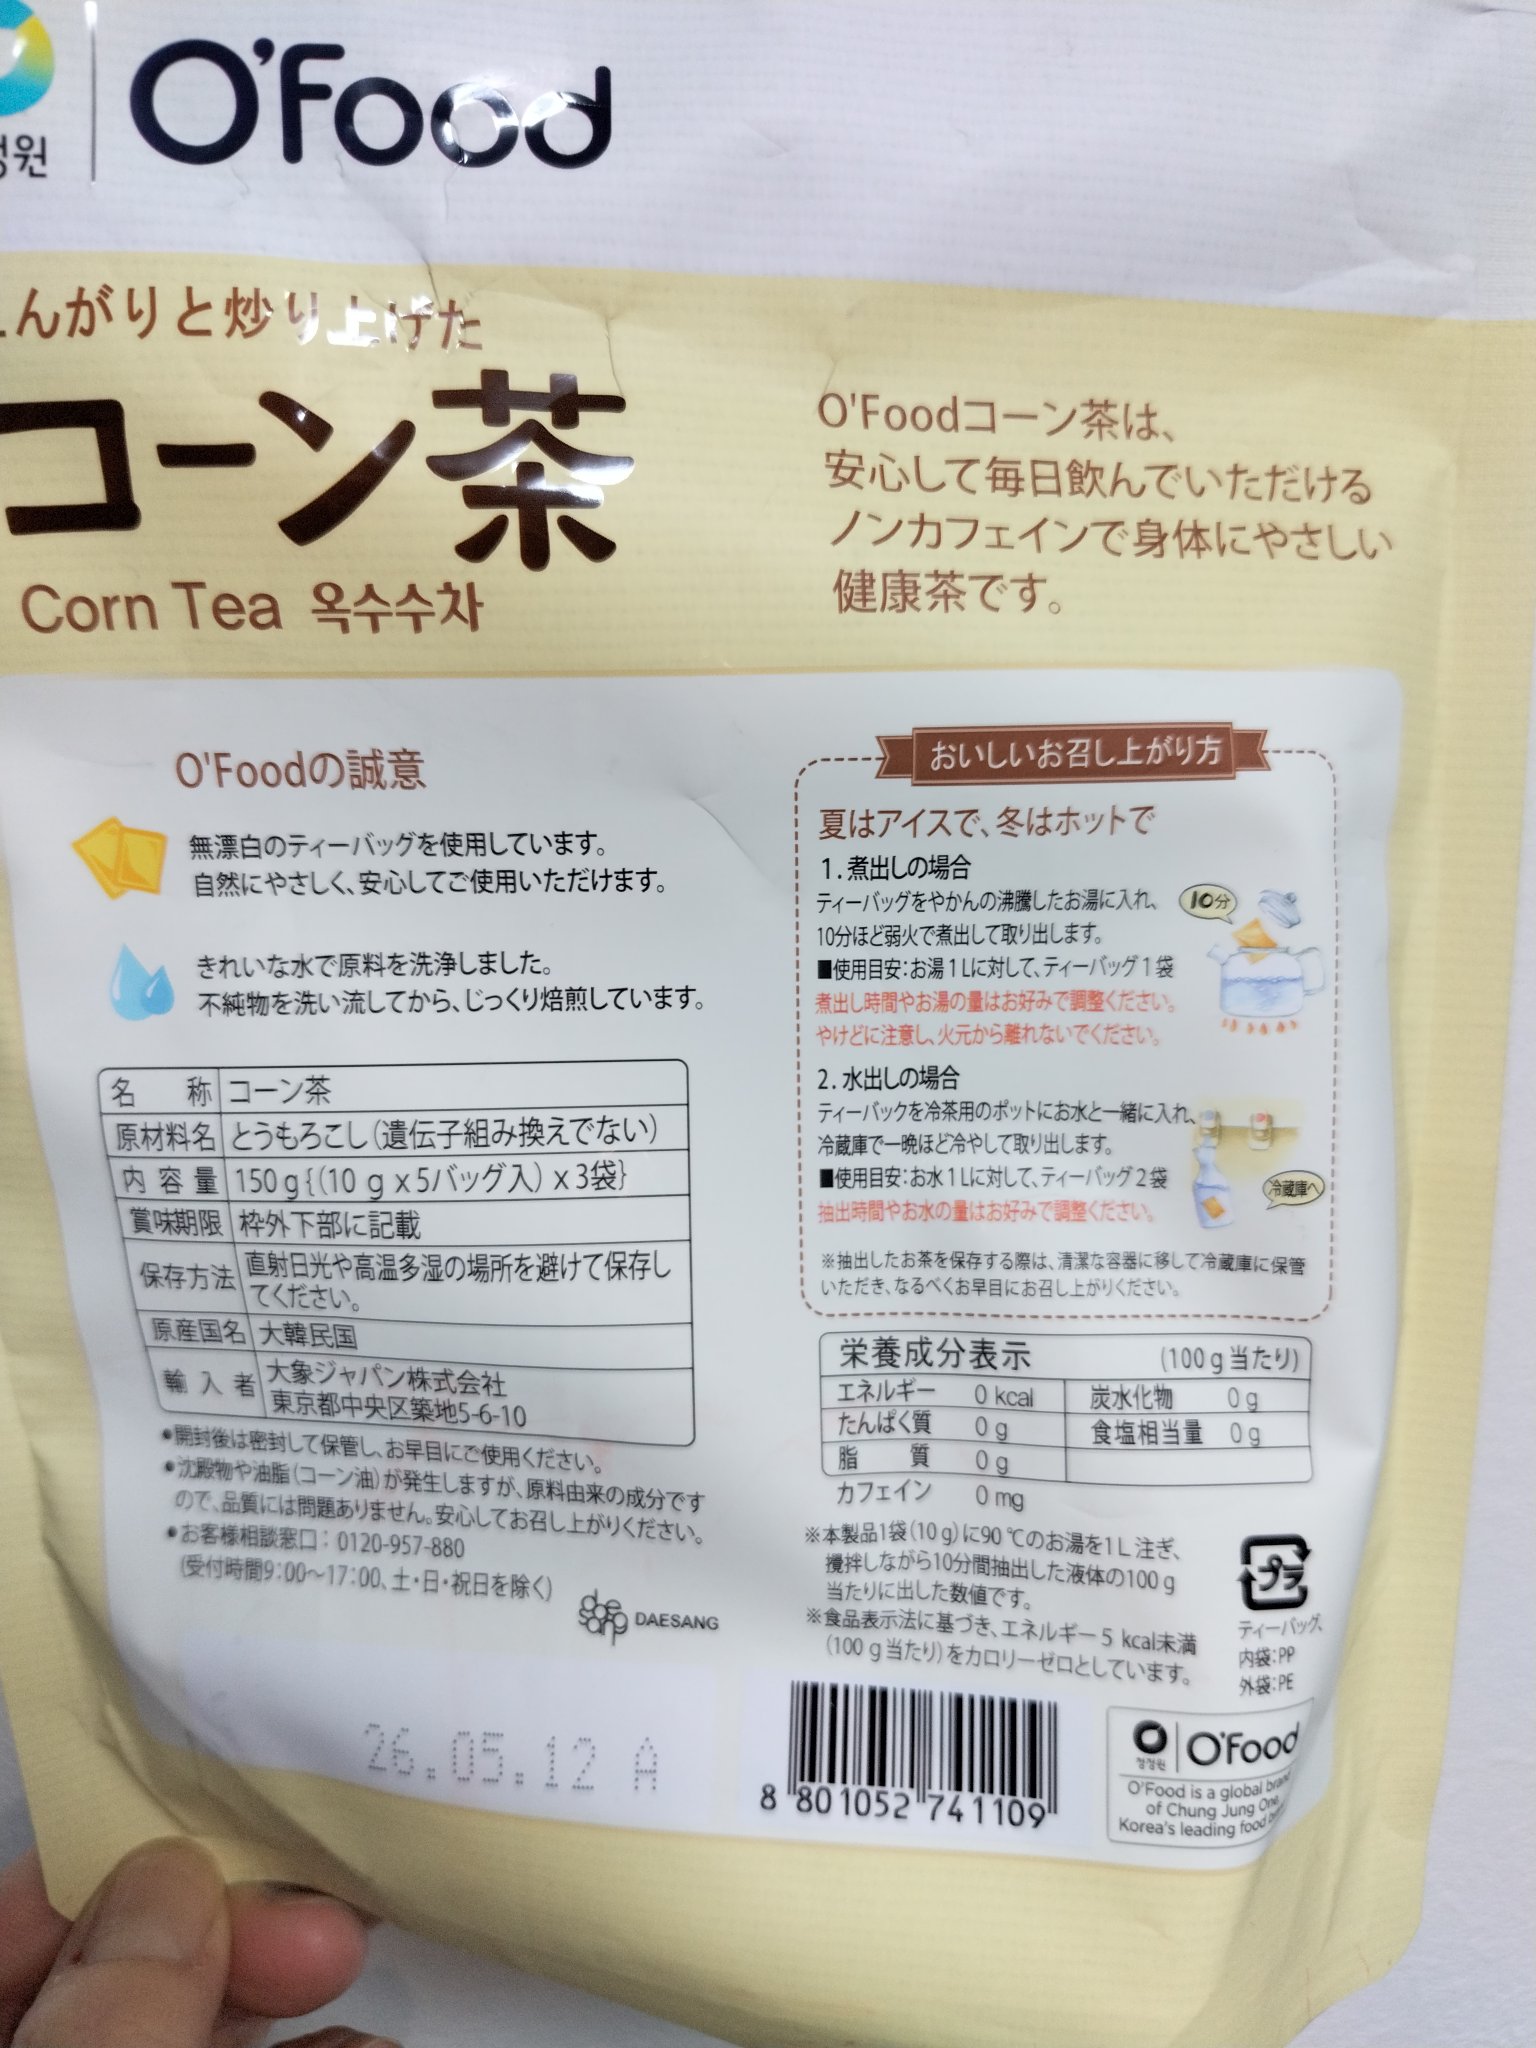 정원
O'Food
んがりと炒り上げた
コーン茶
Corn Tea 옥수수차
O'Foodコーン茶は、
安心して毎日飲んでいただける
ノンカフェインで身体にやさしい
健康茶です。
O'Foodの誠意
無漂白のティーバッグを使用しています。
自然にやさしく、安心してご使用いただけます。
きれいな水で原料を洗浄しました。
不純物を洗い流してから、じっくり焙煎しています。
名 称 コーン茶
原材料名 とうもろこし(遺伝子組み換えでない)
内 容 量 150g{(10 g x 5バッグ入) x 3袋}
賞味期限 枠外下部に記載
保存方法 直射日光や高温多湿の場所を避けて保存し
てください。
原産国名 大韓民国
輸 入 者 大象ジャパン株式会社
東京都中央区築地5-6-10
●開封後は密封して保管し、お早目にご使用ください。
●沈殿物や油脂(コーン油)が発生しますが、原料由来の成分です
ので、品質には問題ありません。安心してお召し上がりください。
●お客様相談窓口：0120-957-880
(受付時間9:00〜17:00、土・日・祝日を除く)
daesang DAESANG
26.05.12 A
おいしいお召し上がり方
夏はアイスで、冬はホットで
1. 煮出しの場合
ティーバッグをやかんの沸騰したお湯に入れ、
10分ほど弱火で煮出して取り出します。
■使用目安：お湯1Lに対して、ティーバッグ1袋
煮出し時間やお湯の量はお好みで調整ください。
やけどに注意し、火元から離れないでください。
10分
2. 水出しの場合
ティーバックを冷茶用のポットにお水と一緒に入れ、
冷蔵庫で一晩ほど冷やして取り出します。
■使用目安：お水1Lに対して、ティーバッグ2袋
抽出時間やお水の量はお好みで調整ください。
冷蔵庫へ
※抽出したお茶を保存する際は、清潔な容器に移して冷蔵庫に保管
いただき、なるべくお早目にお召し上がりください。
栄養成分表示 (100g当たり)
エネルギー 0 kcal 炭水化物 0g
たんぱく質 0g 食塩相当量 0g
脂 質 0g
カフェイン 0mg
※本製品1袋(10g)に90℃のお湯を1L注ぎ、
攪拌しながら10分間抽出した液体の100g
当たりに出した数値です。
※食品表示法に基づき、エネルギー5 kcal未満
(100g当たり)をカロリーゼロとしています。
プラ
ティーバッグ、
内袋:PP
外袋:PE
8 801052 741109
청정원 O'Food
O'Food is a global brand
of Chung Jung One,
Korea's leading food